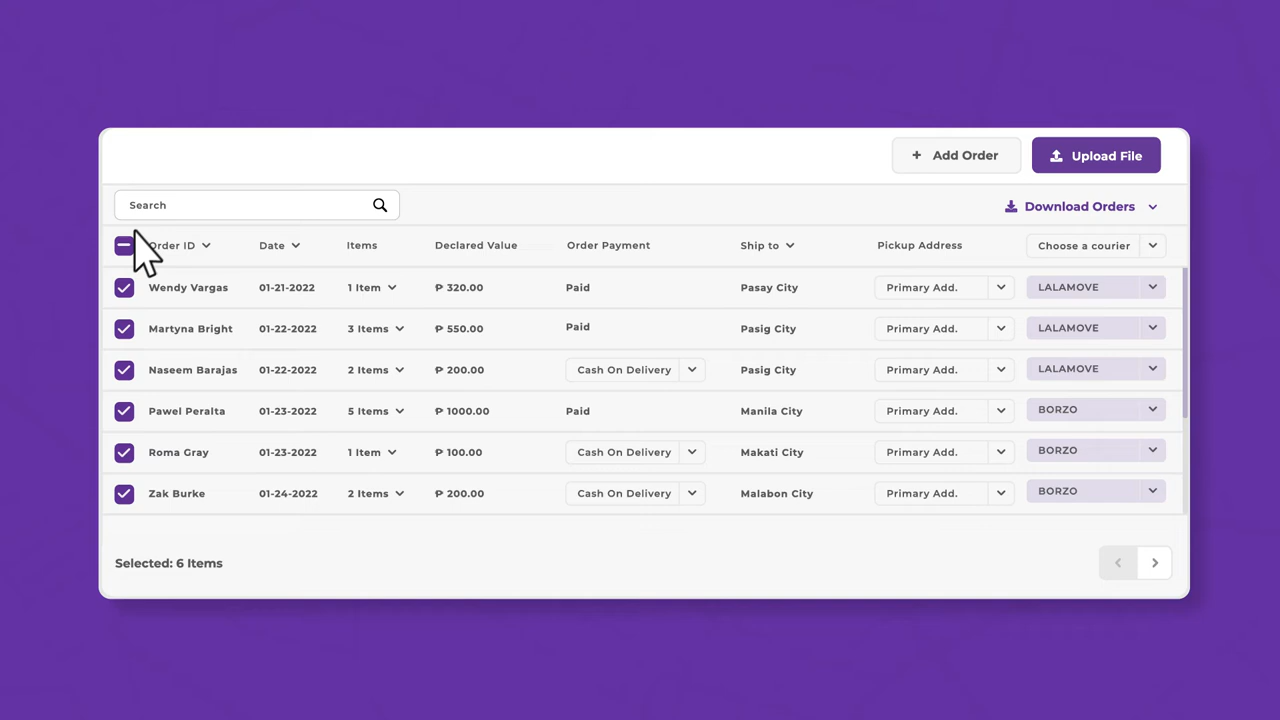 + Add Order Upload File
Search Download Orders
Order ID Date Items Declared Value Order Payment Ship to Pickup Address Choose a courier
Wendy Vargas 01-21-2022 1 Item ₱ 320.00 Paid Pasay City Primary Add. LALAMOVE
Martyna Bright 01-22-2022 3 Items ₱ 550.00 Paid Pasig City Primary Add. LALAMOVE
Naseem Barajas 01-22-2022 2 Items ₱ 200.00 Cash On Delivery Pasig City Primary Add. LALAMOVE
Pawel Peralta 01-23-2022 5 Items ₱ 1000.00 Paid Manila City Primary Add. BORZO
Roma Gray 01-23-2022 1 Item ₱ 100.00 Cash On Delivery Makati City Primary Add. BORZO
Zak Burke 01-24-2022 2 Items ₱ 200.00 Cash On Delivery Malabon City Primary Add. BORZO
Selected: 6 Items